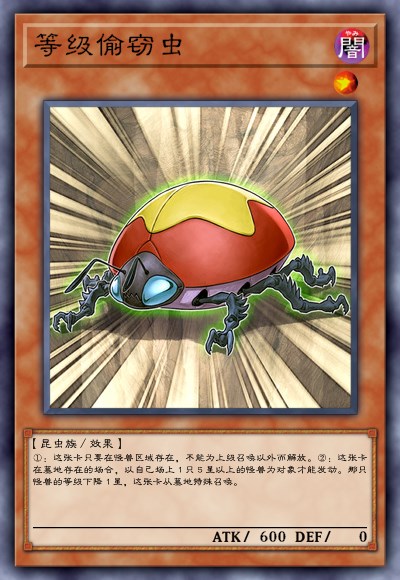 等级偷窃虫
やみ
闇
【昆虫族／效果】
①：这张卡只要在怪兽区域存在，不能为上级召唤以外而解放。②：这张卡
在墓地存在的场合，以自己场上1只5星以上的怪兽为对象才能发动。那只
怪兽的等级下降1星，这张卡从墓地特殊召唤。
ATK/ 600 DEF/ 0